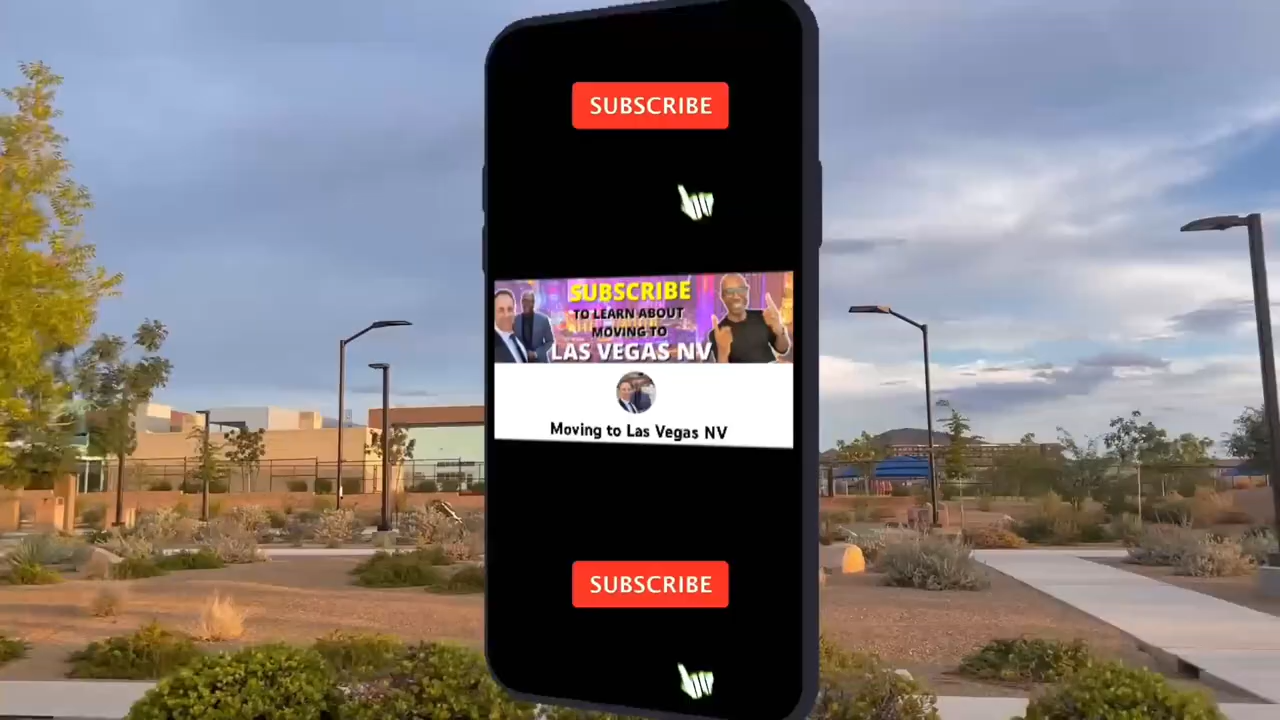 SUBSCRIBE
SUBSCRIBE
TO LEARN ABOUT
MOVING TO
LAS VEGAS NV
Moving to Las Vegas NV
SUBSCRIBE